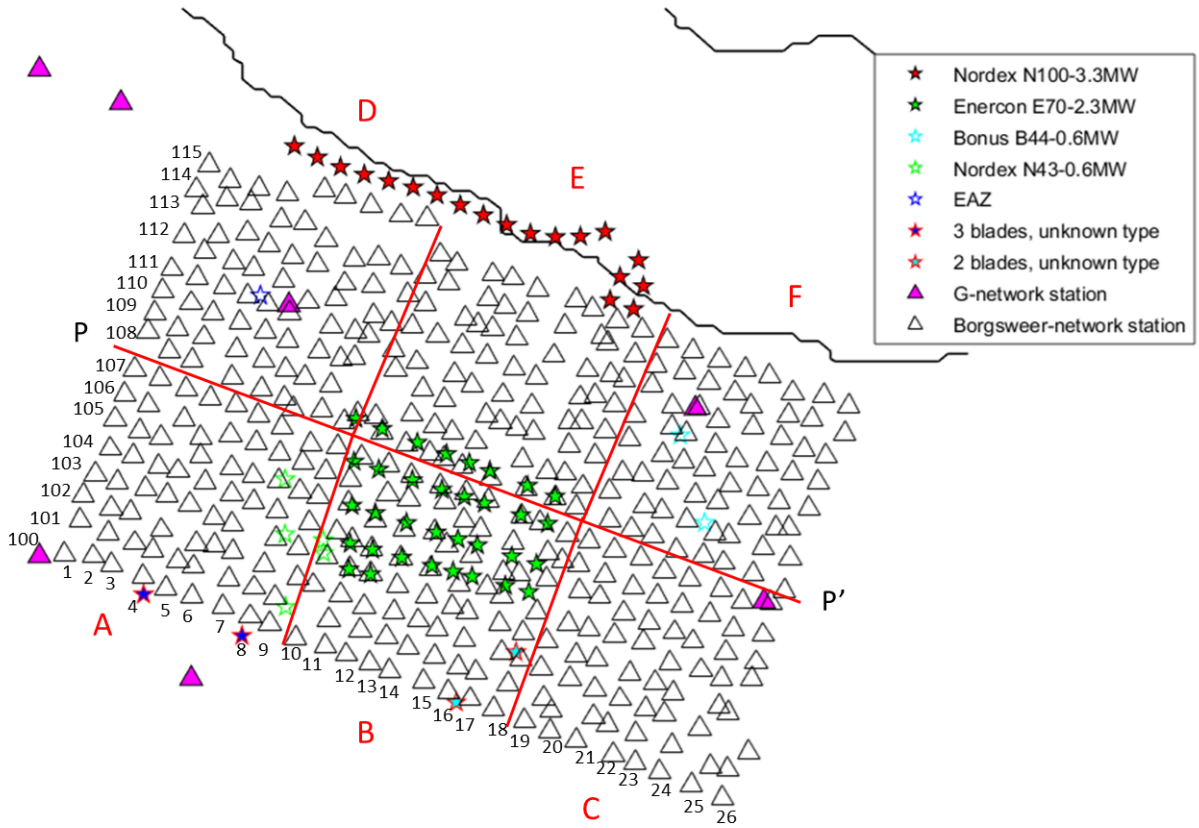 D
E
F
Nordex N100-3.3MW
Enercon E70-2.3MW
Bonus B44-0.6MW
Nordex N43-0.6MW
EAZ
3 blades, unknown type
2 blades, unknown type
G-network station
Borgsweer-network station
115
114
113
112
111
110
109
108
P
107
106
105
104
103
102
101
100
1
2
3
4
5
6
7
8
9
10
11
12
13
14
15
16
17
18
19
20
21
22
23
24
25
26
P’
A
B
C